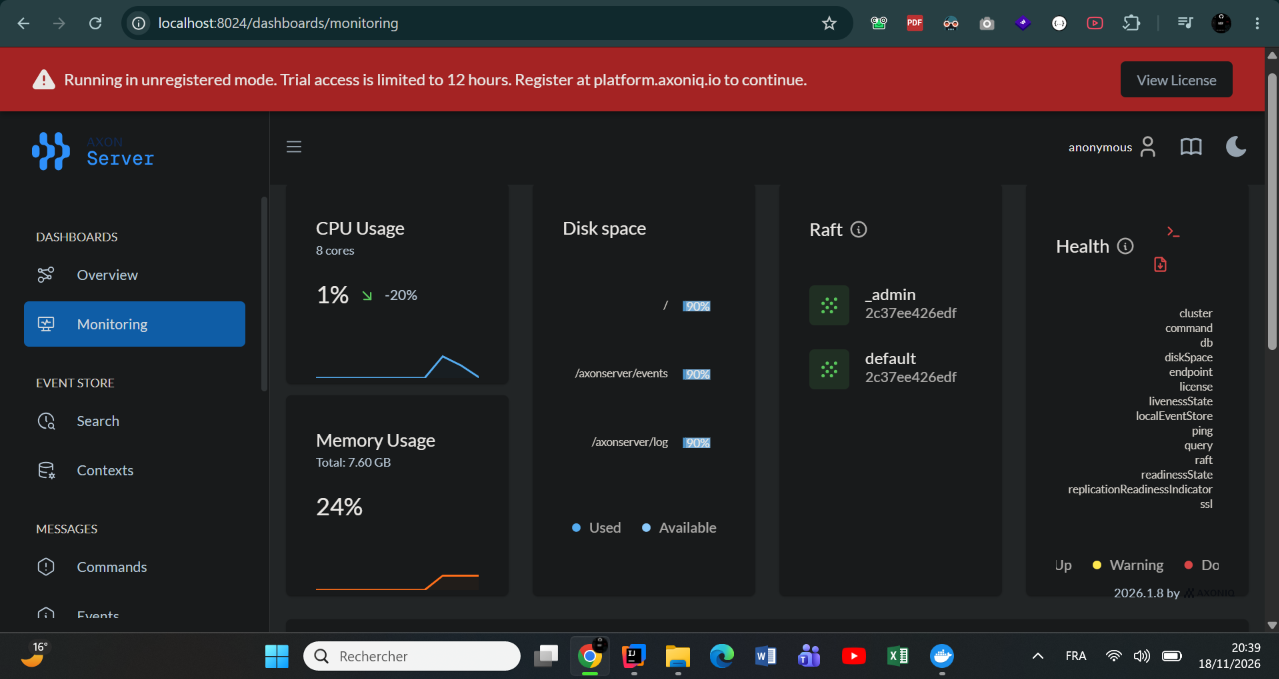 localhost:8024/dashboards/monitoring
PDF
Running in unregistered mode. Trial access is limited to 12 hours. Register at platform.axoniq.io to continue.
View License
AXON
Server
anonymous
DASHBOARDS
Overview
Monitoring
EVENT STORE
Search
Contexts
MESSAGES
Commands
Events
CPU Usage
8 cores
1% -20%
Memory Usage
Total: 7.60 GB
24%
Disk space
/ 90%
/axonserver/events 90%
/axonserver/log 90%
Used Available
Raft
_admin
2c37ee426edf
default
2c37ee426edf
Health
cluster
command
db
diskSpace
endpoint
license
livenessState
localEventStore
ping
query
raft
readinessState
replicationReadinessIndicator
ssl
Up Warning Do
2026.1.8 by AXONIQ
16°
Rechercher
FRA
20:39
18/11/2026